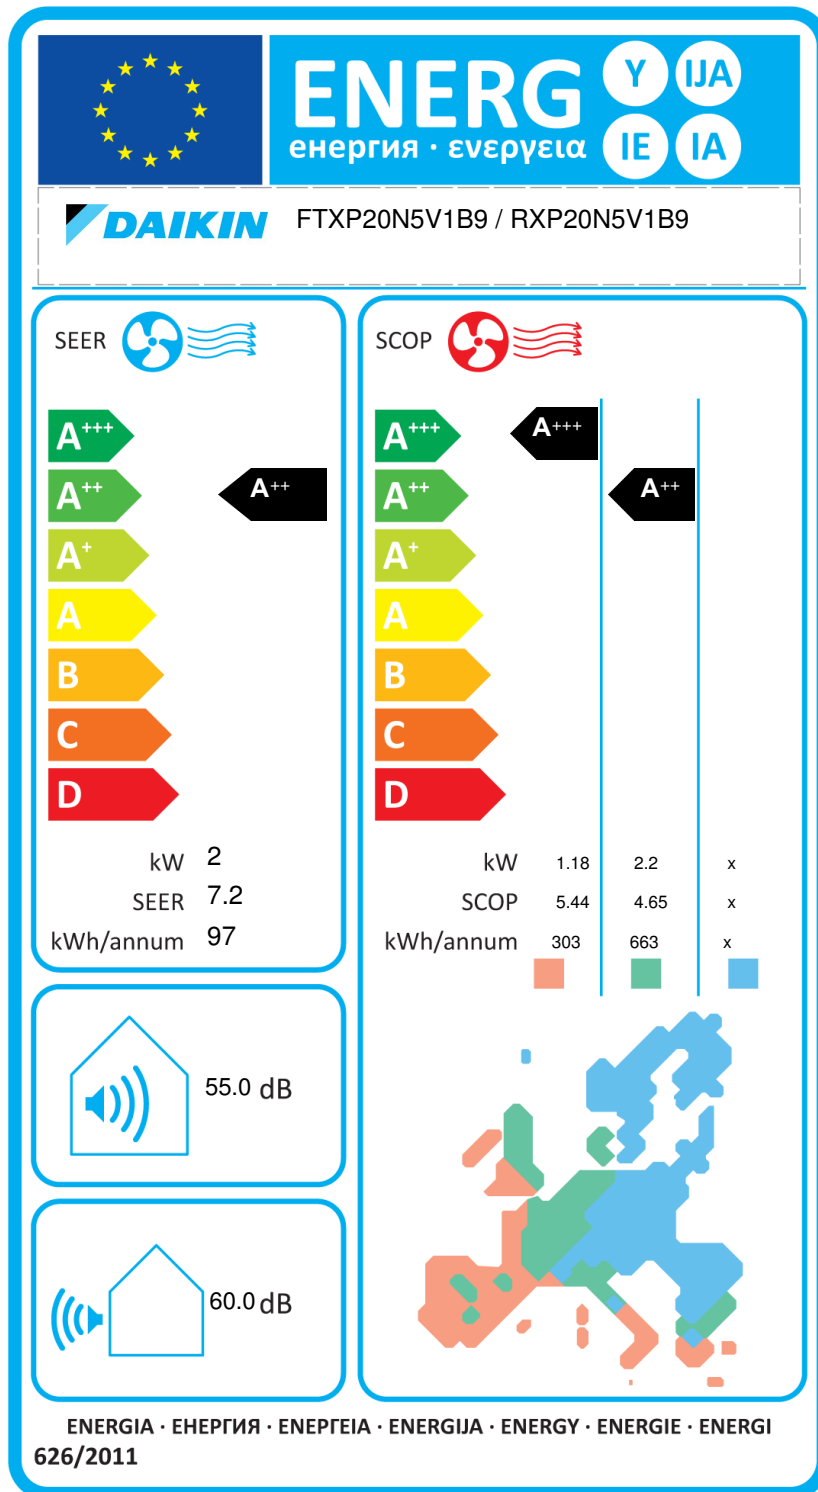 ENERG
енергия · ενεργεια
Y IJA
IE IA
DAIKIN
FTXP20N5V1B9 / RXP20N5V1B9
SEER
A+++
A++
A++
A+
A
B
C
D
kW 2
SEER 7.2
kWh/annum 97
SCOP
A+++
A+++
A++
A++
A+
A
B
C
D
kW 1.18 2.2 x
SCOP 5.44 4.65 x
kWh/annum 303 663 x
55.0 dB
60.0 dB
ENERGIA · ЕНЕРГИЯ · ΕΝΕΡΓΕΙΑ · ENERGIJA · ENERGY · ENERGIE · ENERGI
626/2011